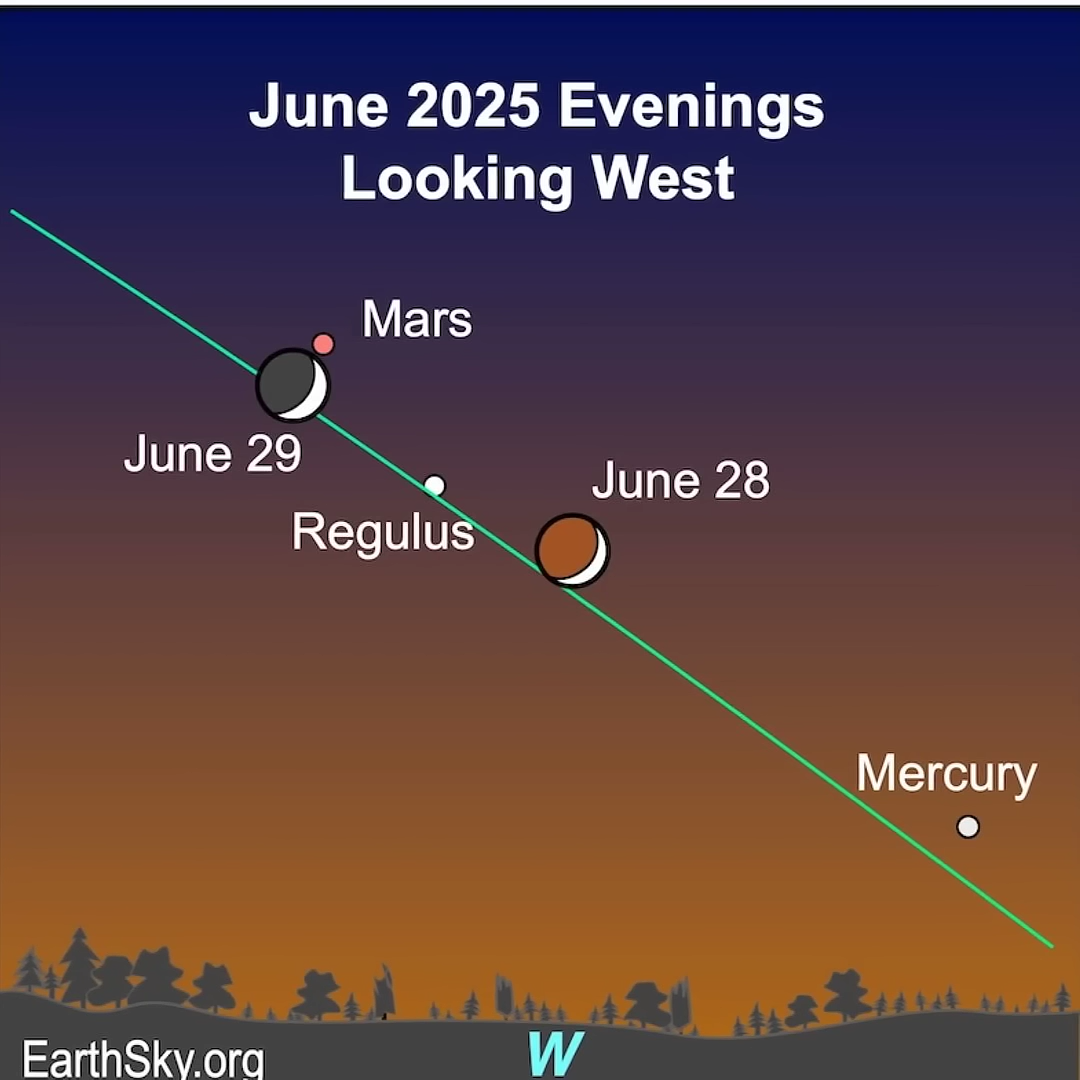 June 2025 Evenings
Looking West
Mars
June 29
June 28
Regulus
Mercury
W
EarthSky.org